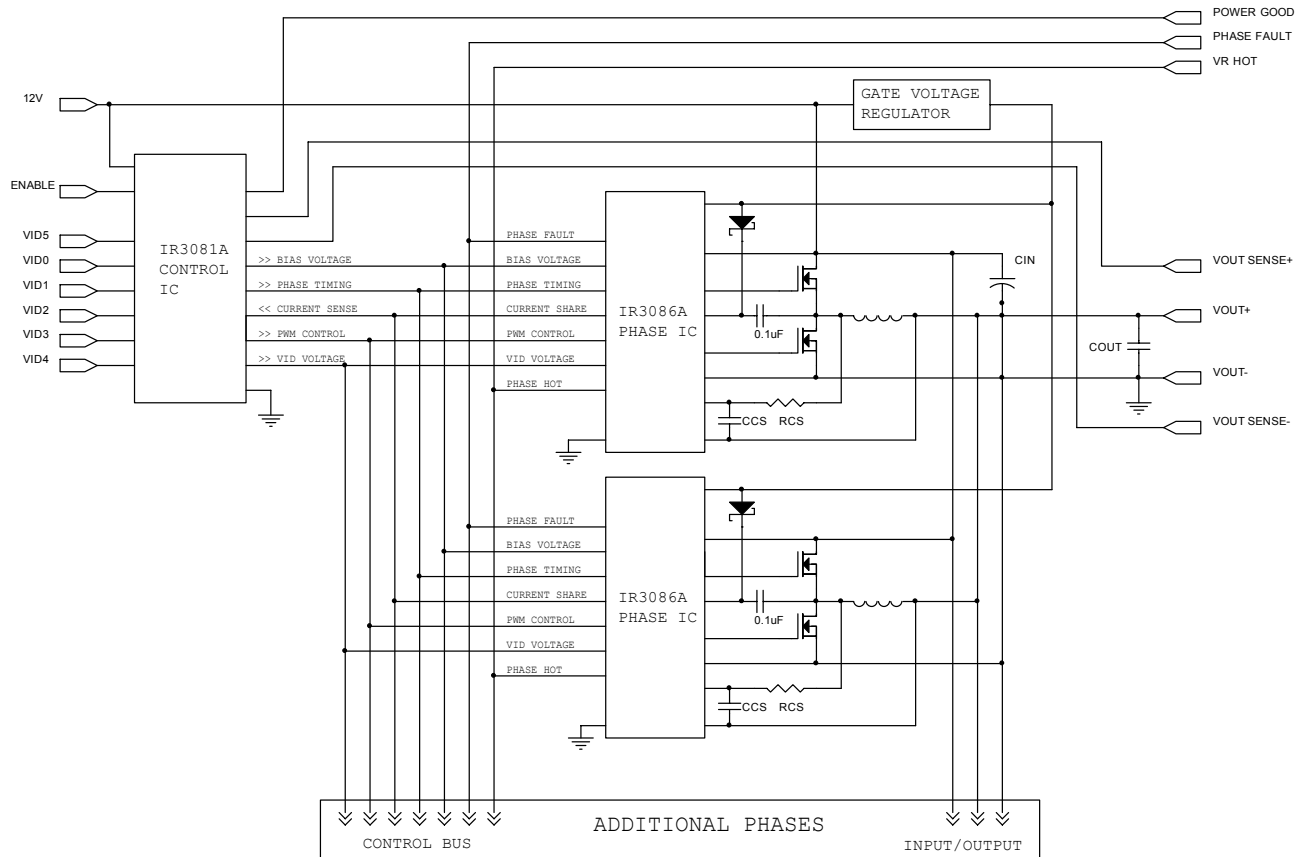 POWER GOOD
PHASE FAULT
VR HOT
12V
GATE VOLTAGE
REGULATOR
ENABLE
VID5
VID0
VID1
VID2
VID3
VID4
IR3081A
CONTROL
IC
>> BIAS VOLTAGE
>> PHASE TIMING
<< CURRENT SENSE
>> PWM CONTROL
>> VID VOLTAGE
PHASE FAULT
BIAS VOLTAGE
PHASE TIMING
CURRENT SHARE
PWM CONTROL
VID VOLTAGE
PHASE HOT
IR3086A
PHASE IC
0.1uF
CCS
RCS
CIN
COUT
VOUT SENSE+
VOUT+
VOUT-
VOUT SENSE-
PHASE FAULT
BIAS VOLTAGE
PHASE TIMING
CURRENT SHARE
PWM CONTROL
VID VOLTAGE
PHASE HOT
IR3086A
PHASE IC
0.1uF
CCS
RCS
ADDITIONAL PHASES
CONTROL BUS
INPUT/OUTPUT